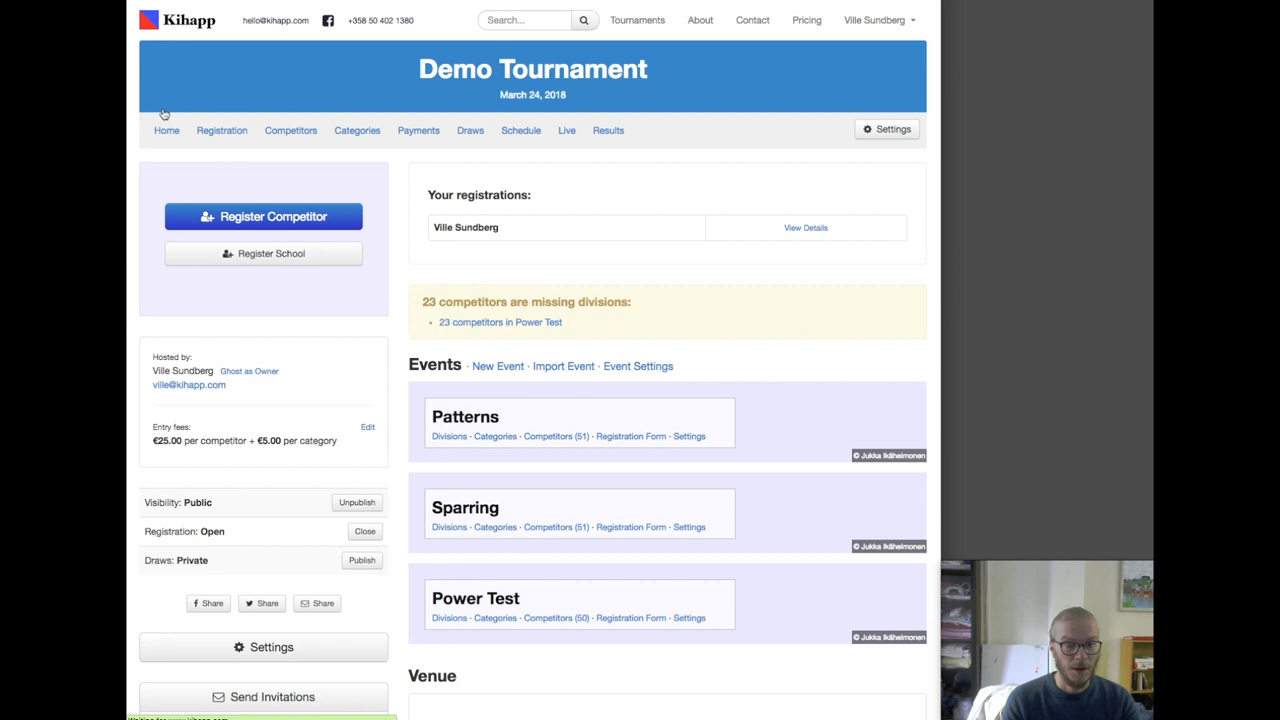 Kihapp hello@kihapp.com +358 50 402 1380 Search... Tournaments About Contact Pricing Ville Sundberg
Demo Tournament
March 24, 2018
Home Registration Competitors Categories Payments Draws Schedule Live Results Settings
Register Competitor
Register School
Your registrations:
Ville Sundberg View Details
23 competitors are missing divisions:
• 23 competitors in Power Test
Hosted by:
Ville Sundberg Ghost as Owner
ville@kihapp.com
Entry fees: Edit
€25.00 per competitor + €5.00 per category
Visibility: Public Unpublish
Registration: Open Close
Draws: Private Publish
Share Share Share
Settings
Send Invitations
Events · New Event · Import Event · Event Settings
Patterns
Divisions · Categories · Competitors (51) · Registration Form · Settings
© Jukka Ikäheimonen
Sparring
Divisions · Categories · Competitors (51) · Registration Form · Settings
© Jukka Ikäheimonen
Power Test
Divisions · Categories · Competitors (50) · Registration Form · Settings
© Jukka Ikäheimonen
Venue
Waiting for www.kihapp.com